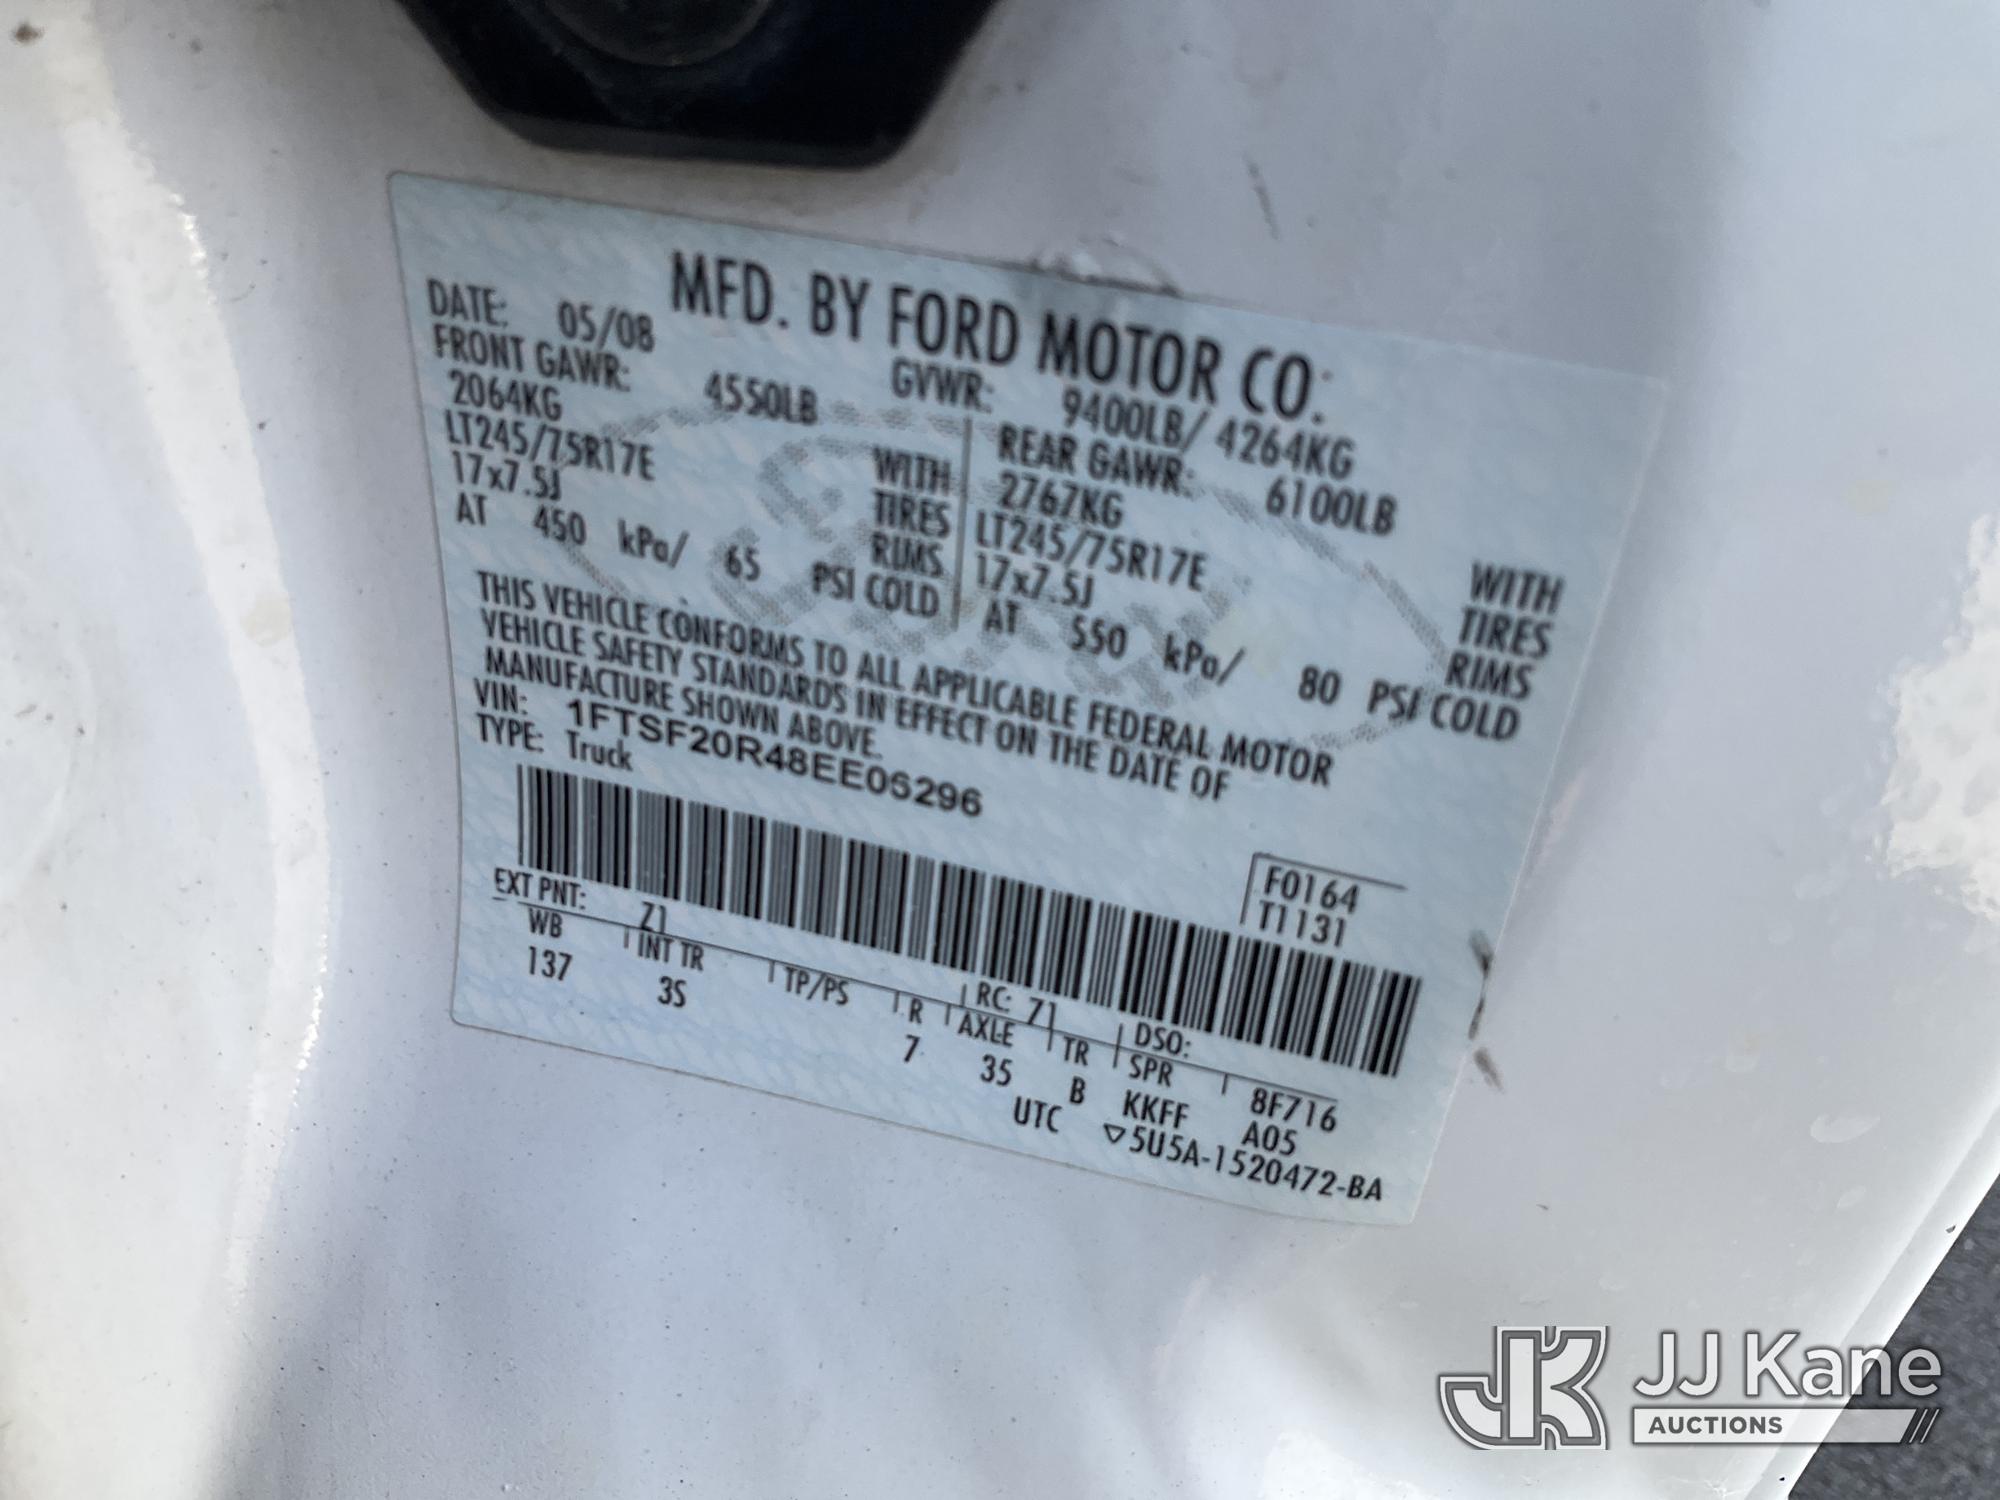 MFD. BY FORD MOTOR CO.
DATE: 05/08 GVWR: 9400LB/ 4264KG
FRONT GAWR: 4550LB REAR GAWR: 6100LB
2064KG WITH 2767KG WITH
LT245/75R17E TIRES LT245/75R17E TIRES
17x7.5J RIMS 17x7.5J RIMS
AT 450 kPa/ 65 PSI COLD AT 550 kPa/ 80 PSI COLD
THIS VEHICLE CONFORMS TO ALL APPLICABLE FEDERAL MOTOR
VEHICLE SAFETY STANDARDS IN EFFECT ON THE DATE OF
MANUFACTURE SHOWN ABOVE.
VIN: 1FTSF20R48EE06296
TYPE: Truck
F0164
T1131
EXT PNT: Z1 RC: 71 DSO:
WB INT TR TP/PS R AXLE TR SPR 8F716
137 3S 7 35 B KKFF A05
UTC ▽5U5A-1520472-BA
JK JJ Kane
AUCTIONS